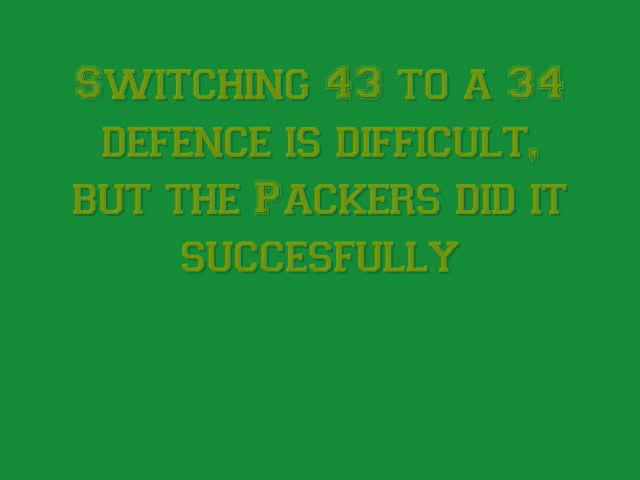 Switching 43 to a 34
defence is difficult,
but the Packers did it
succesfully